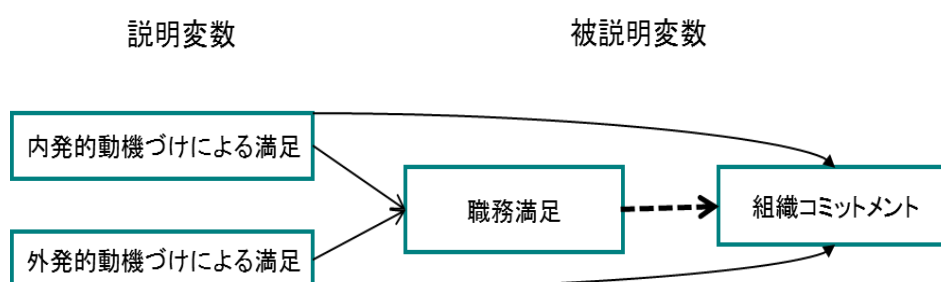 説明変数
被説明変数
内発的動機づけによる満足
職務満足
組織コミットメント
外発的動機づけによる満足